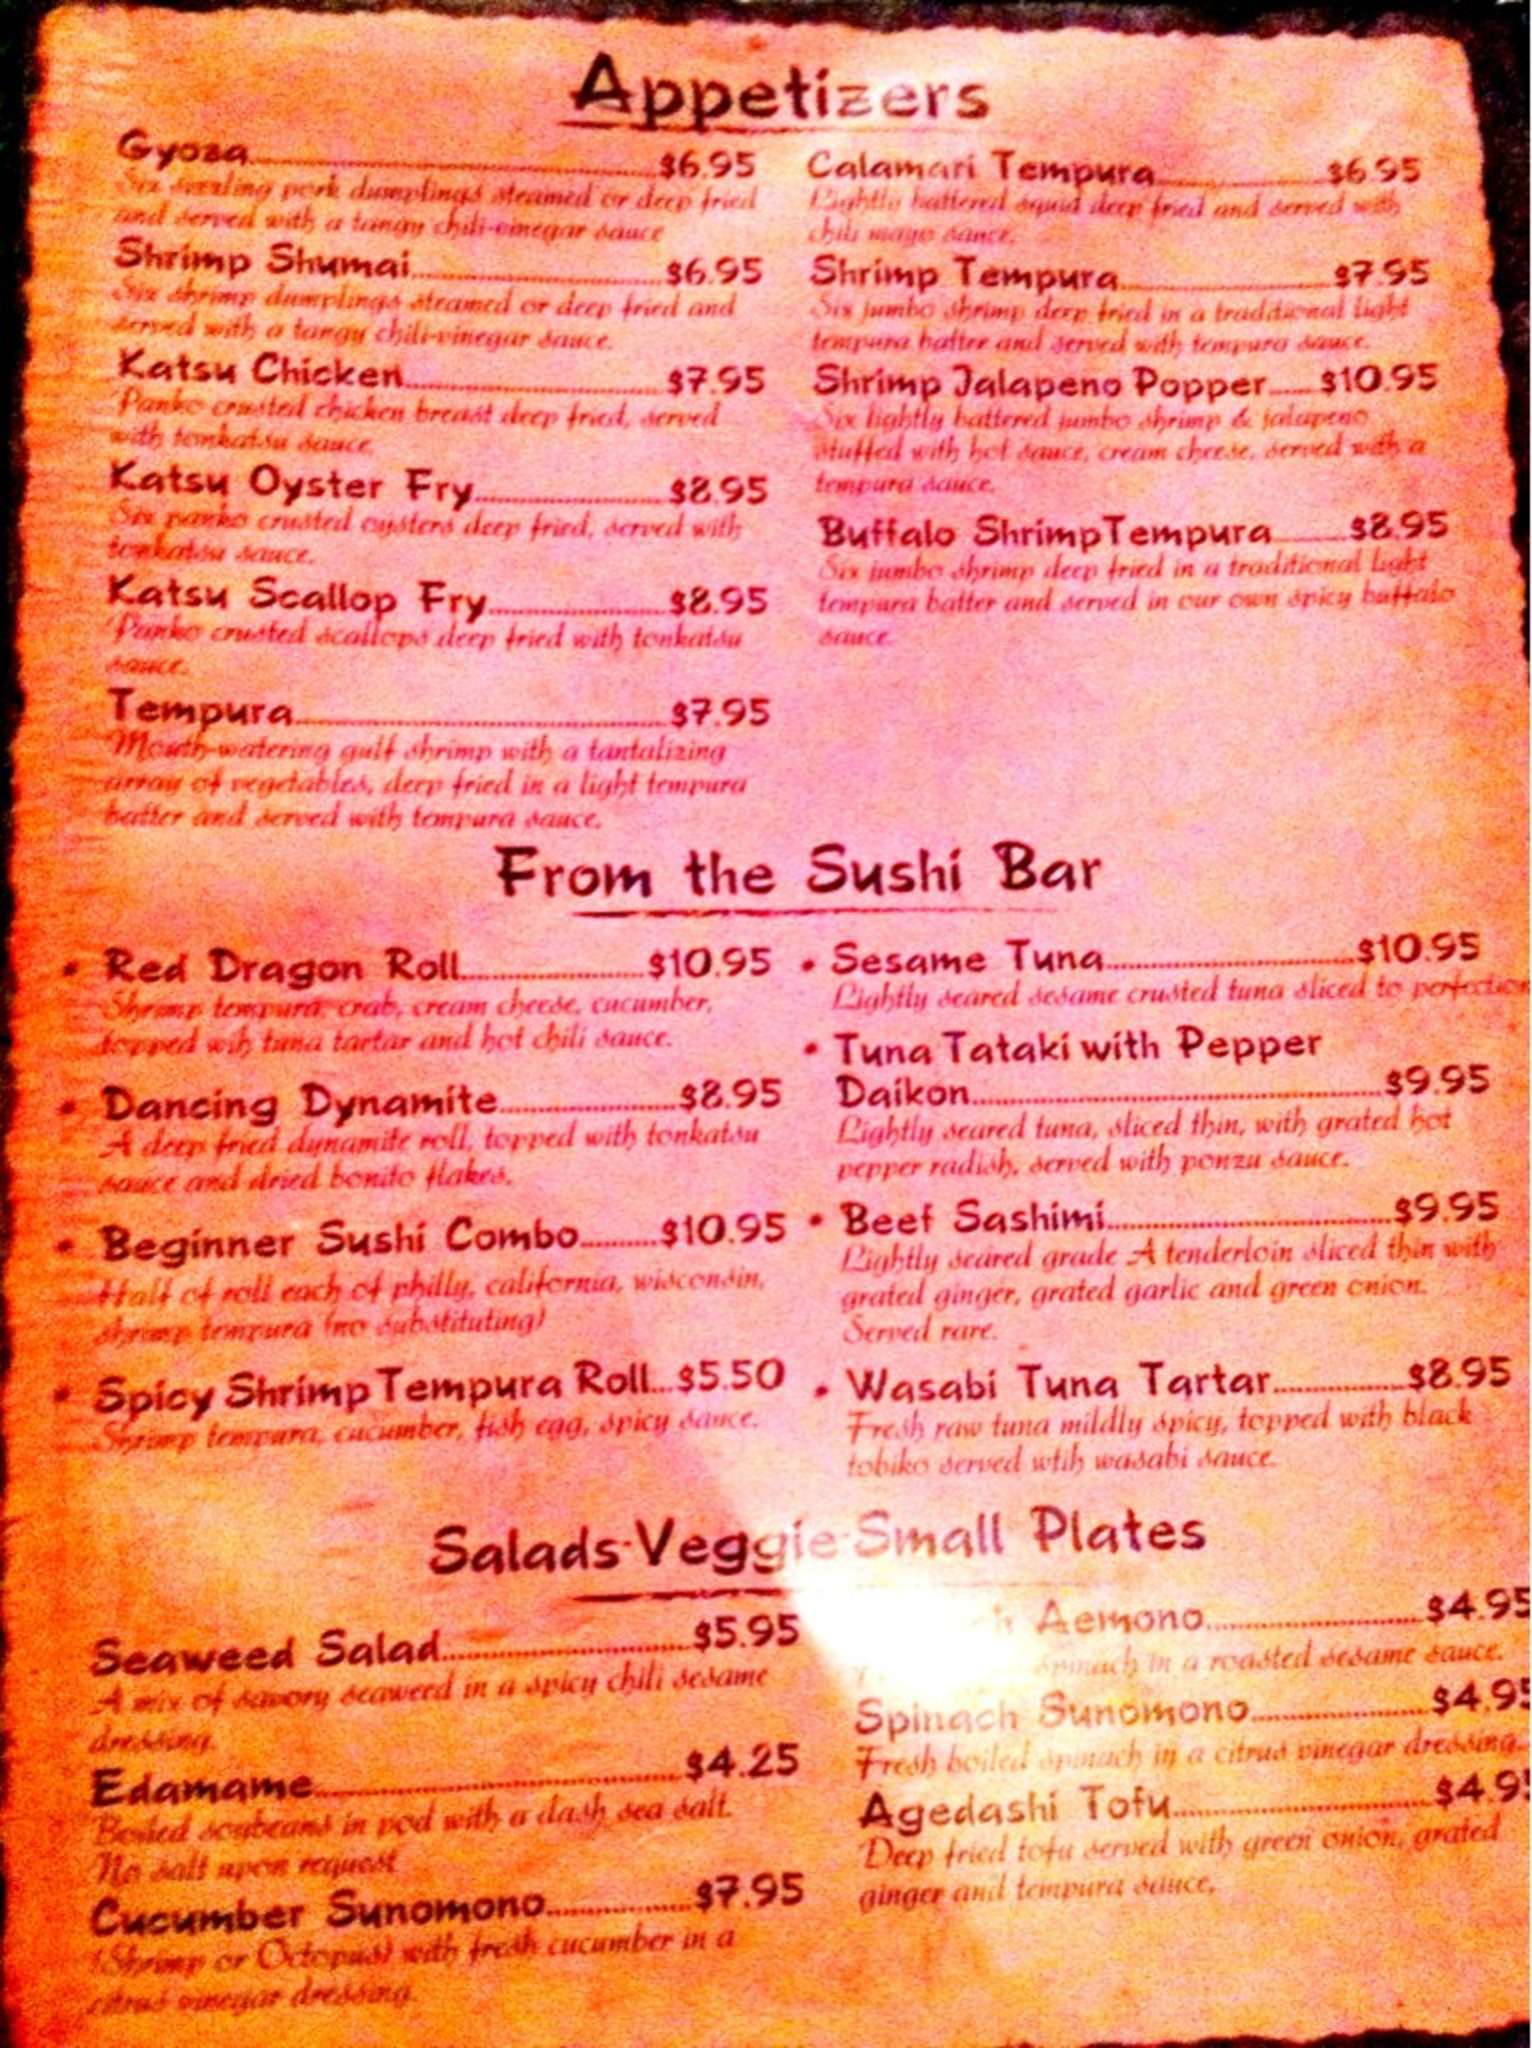 Appetizers
Gyoza.....$6.95
Six sizzling pork dumplings steamed or deep fried
and served with a tangy chili-vinegar sauce
Shrimp Shumai.....$6.95
Six shrimp dumplings steamed or deep fried and
served with a tangy chili-vinegar sauce.
Katsu Chicken.....$7.95
Panko crusted chicken breast deep fried, served
with tonkatsu sauce
Katsu Oyster Fry.....$8.95
Six panko crusted oysters deep fried, served with
tonkatsu sauce.
Katsu Scallop Fry.....$8.95
Panko crusted scallops deep fried with tonkatsu
sauce.
Tempura.....$7.95
Mouth-watering gulf shrimp with a tantalizing
array of vegetables, deep fried in a light tempura
batter and served with tempura sauce.
Calamari Tempura.....$6.95
Lightly battered squid deep fried and served with
chili mayo sauce.
Shrimp Tempura.....$7.95
Six jumbo shrimp deep fried in a traditional light
tempura batter and served with tempura sauce.
Shrimp Jalapeno Popper.....$10.95
Six lightly battered jumbo shrimp & jalapeno
stuffed with hot sauce, cream cheese, served with a
tempura sauce.
Buffalo Shrimp Tempura.....$8.95
Six jumbo shrimp deep fried in a traditional light
tempura batter and served in our own spicy buffalo
sauce.
From the Sushi Bar
• Red Dragon Roll.....$10.95
Shrimp tempura, crab, cream cheese, cucumber,
topped wih tuna tartar and hot chili sauce.
• Dancing Dynamite.....$8.95
A deep fried dynamite roll, topped with tonkatsu
sauce and dried bonito flakes.
• Beginner Sushi Combo.....$10.95
Half of roll each of philly, california, wisconsin,
shrimp tempura (no substituting)
• Spicy Shrimp Tempura Roll...$5.50
Shrimp tempura, cucumber, fish egg, spicy sauce.
• Sesame Tuna.....$10.95
Lightly seared sesame crusted tuna sliced to perfection
• Tuna Tataki with Pepper
Daikon.....$9.95
Lightly seared tuna, sliced thin, with grated hot
pepper radish, served with ponzu sauce.
• Beef Sashimi.....$9.95
Lightly seared grade A tenderloin sliced thin with
grated ginger, grated garlic and green onion.
Served rare.
• Wasabi Tuna Tartar.....$8.95
Fresh raw tuna mildly spicy, topped with black
tobiko served wtih wasabi sauce.
Salads-Veggie-Small Plates
Seaweed Salad.....$5.95
A mix of savory seaweed in a spicy chili sesame
dressing.
Edamame.....$4.25
Boiled soybeans in pod with a dash sea salt.
No salt upon request
Cucumber Sunomono.....$7.95
(Shrimp or Octopus) with fresh cucumber in a
citrus vinegar dressing.
Aemono.....$4.95
spinach in a roasted sesame sauce.
Spinach Sunomono.....$4.95
Fresh boiled spinach in a citrus vinegar dressing.
Agedashi Tofu.....$4.95
Deep fried tofu served with green onion, grated
ginger and tempura sauce.